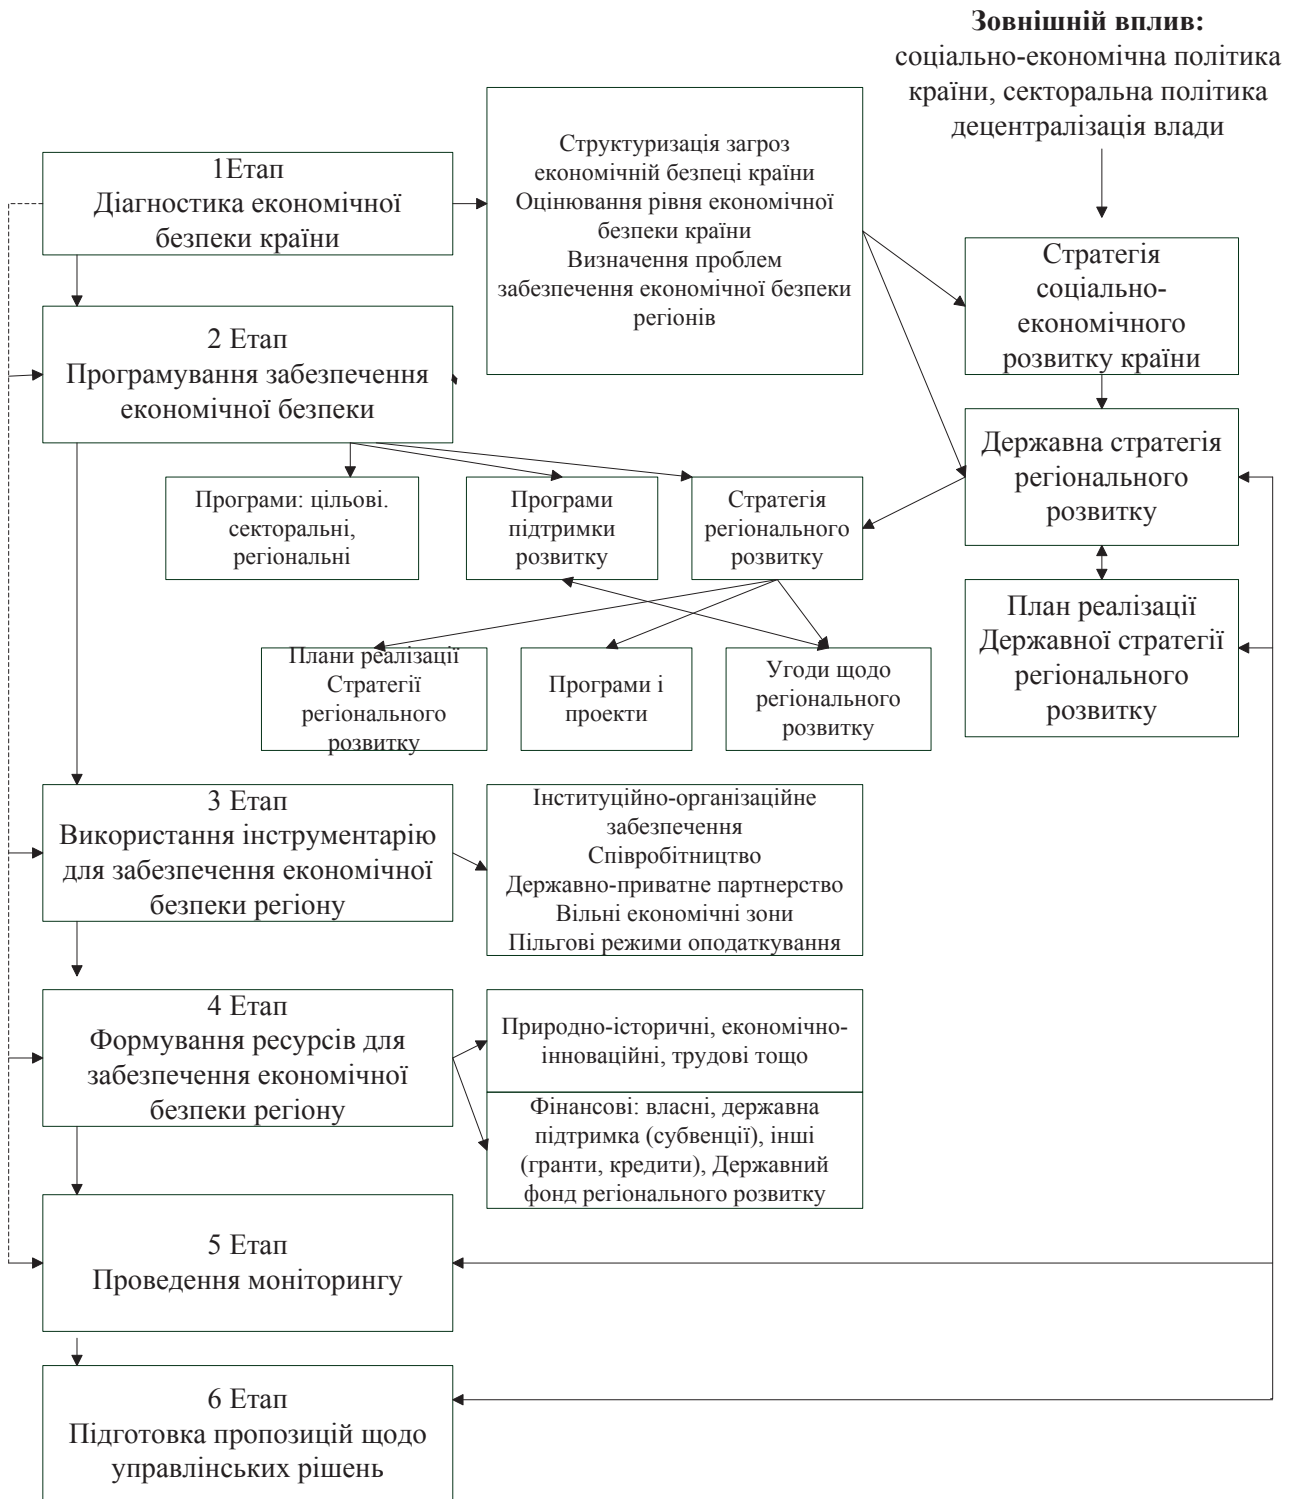 Зовнішній вплив:
соціально-економічна політика
країни, секторальна політика
децентралізація влади
1Етап
Діагностика економічної
безпеки країни
Структуризація загроз
економічній безпеці країни
Оцінювання рівня економічної
безпеки країни
Визначення проблем
забезпечення економічної безпеки
регіонів
Стратегія
соціально-
економічного
розвитку країни
2 Етап
Програмування забезпечення
економічної безпеки
Державна стратегія
регіонального
розвитку
Програми: цільові.
секторальні,
регіональні
Програми
підтримки
розвитку
Стратегія
регіонального
розвитку
План реалізації
Державної стратегії
регіонального
розвитку
Плани реалізації
Стратегії
регіонального
розвитку
Програми і
проекти
Угоди щодо
регіонального
розвитку
3 Етап
Використання інструментарію
для забезпечення економічної
безпеки регіону
Інституційно-організаційне
забезпечення
Співробітництво
Державно-приватне партнерство
Вільні економічні зони
Пільгові режими оподаткування
4 Етап
Формування ресурсів для
забезпечення економічної
безпеки регіону
Природно-історичні, економічно-
інноваційні, трудові тощо
Фінансові: власні, державна
підтримка (субвенції), інші
(гранти, кредити), Державний
фонд регіонального розвитку
5 Етап
Проведення моніторингу
6 Етап
Підготовка пропозицій щодо
управлінських рішень